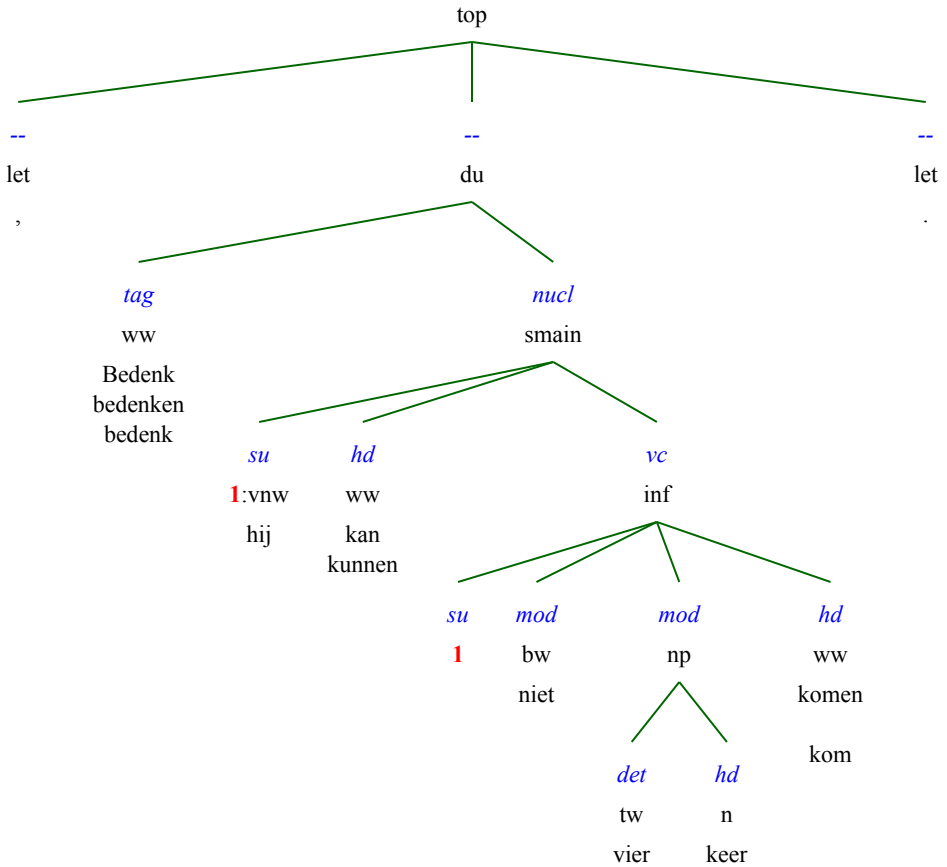 top
-- -- --
let du let
, .
tag nucl
ww smain
Bedenk
bedenken
bedenk
su hd vc
1:vnw ww inf
hij kan
kunnen
su mod mod hd
1 bw np ww
niet komen
kom
det hd
tw n
vier keer